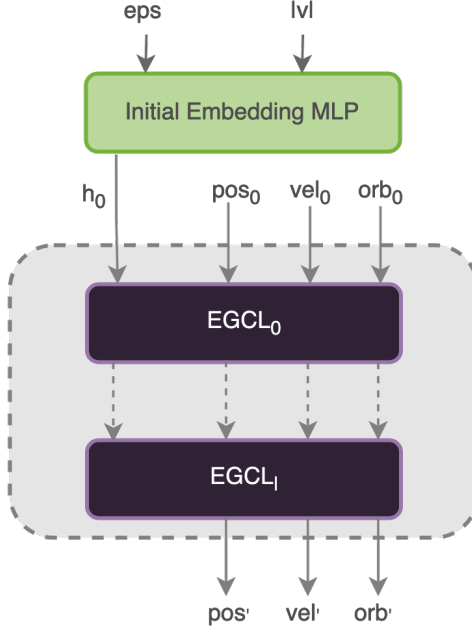 eps lvl
Initial Embedding MLP
h₀ pos₀ vel₀ orb₀
EGCL₀
EGCLₗ
pos' vel' orb'